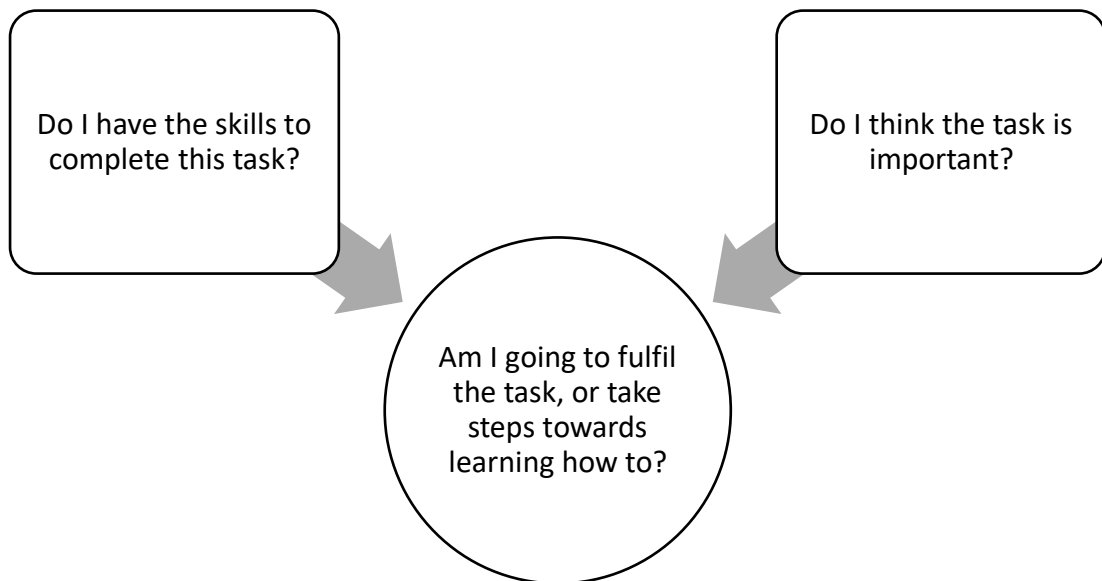 Do I have the skills to
complete this task?
Do I think the task is
important?
Am I going to fulfil
the task, or take
steps towards
learning how to?